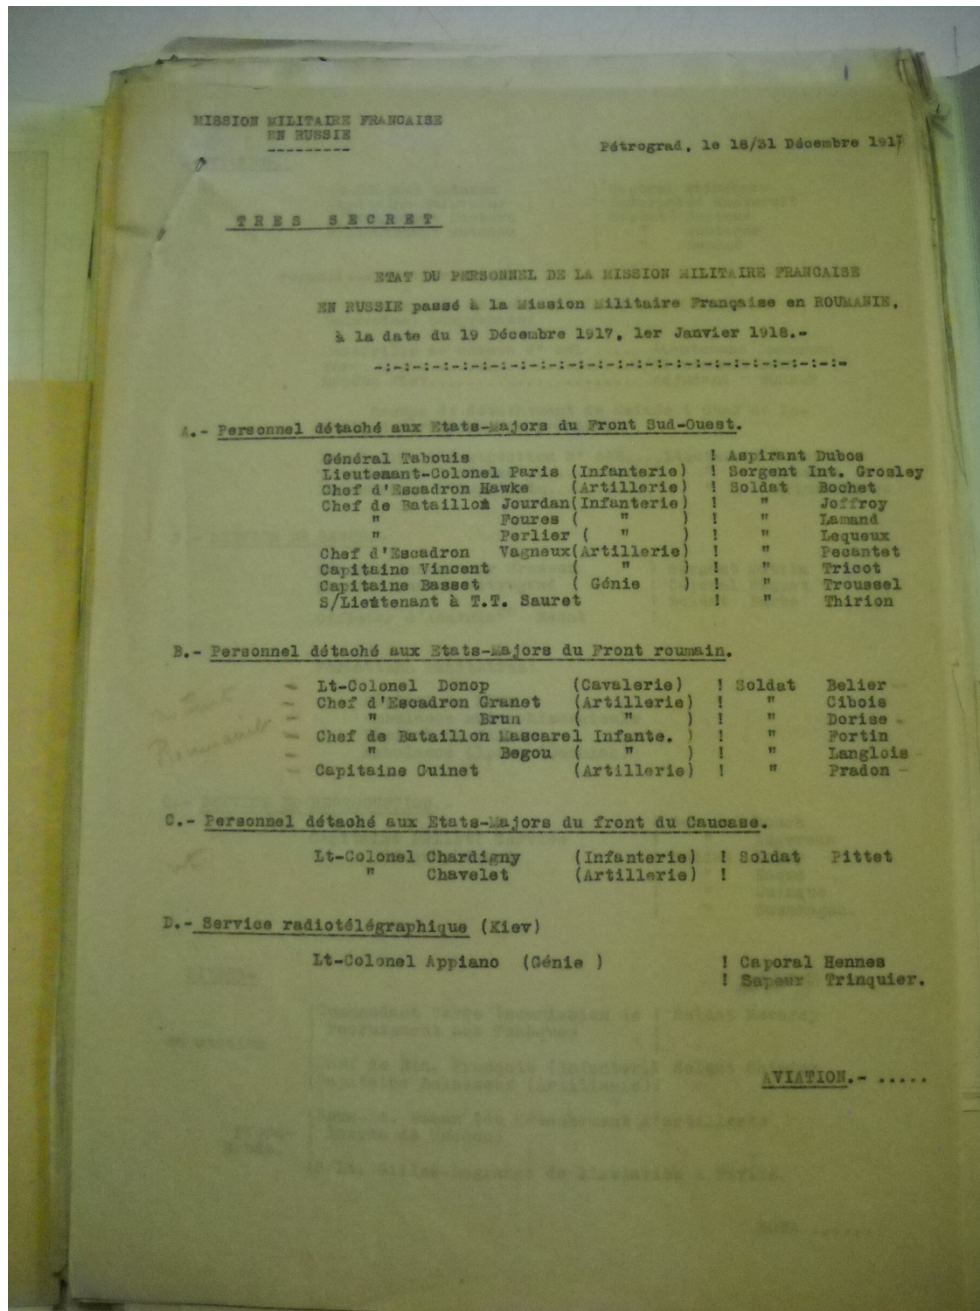 MISSION MILITAIRE FRANCAISE
EN RUSSIE
---------
Pétrograd, le 18/31 Décembre 1917
TRES SECRET
ETAT DU PERSONNEL DE LA MISSION MILITAIRE FRANCAISE
EN RUSSIE passé à la Mission Militaire Française en ROUMANIE,
à la date du 19 Décembre 1917, 1er Janvier 1918.-
-:-:-:-:-:-:-:-:-:-:-:-:-:-:-:-:-:-:-:-:-:-:-
A.- Personnel détaché aux Etats-Majors du Front Sud-Ouest.
Général Tabouis ! Aspirant Dubos
Lieutenant-Colonel Paris (Infanterie) ! Sergent Int. Grosley
Chef d'Escadron Hawke (Artillerie) ! Soldat Bochet
Chef de Bataillon Jourdan(Infanterie) ! " Joffroy
" Foures ( " ) ! " Lamand
" Perlier ( " ) ! " Lequeux
Chef d'Escadron Vagneux(Artillerie) ! " Pecantet
Capitaine Vincent ( " ) ! " Tricot
Capitaine Basset ( Génie ) ! " Troussel
S/Lieutenant à T.T. Sauret ! " Thirion
B.- Personnel détaché aux Etats-Majors du Front roumain.
- Lt-Colonel Donop (Cavalerie) ! Soldat Belier -
- Chef d'Escadron Granet (Artillerie) ! " Cibois
- " Brun ( " ) ! " Dorise -
- Chef de Bataillon Mascarel Infante. ) ! " Fortin
- " Begou ( " ) ! " Langlois -
- Capitaine Guinet (Artillerie) ! " Pradon -
C.- Personnel détaché aux Etats-Majors du front du Caucase.
Lt-Colonel Chardigny (Infanterie) ! Soldat Pittet
" Chavelet (Artillerie) !
D.- Service radiotélégraphique (Kiev)
Lt-Colonel Appiano (Génie ) ! Caporal Hennes
! Sapeur Trinquier.
AVIATION.- .....